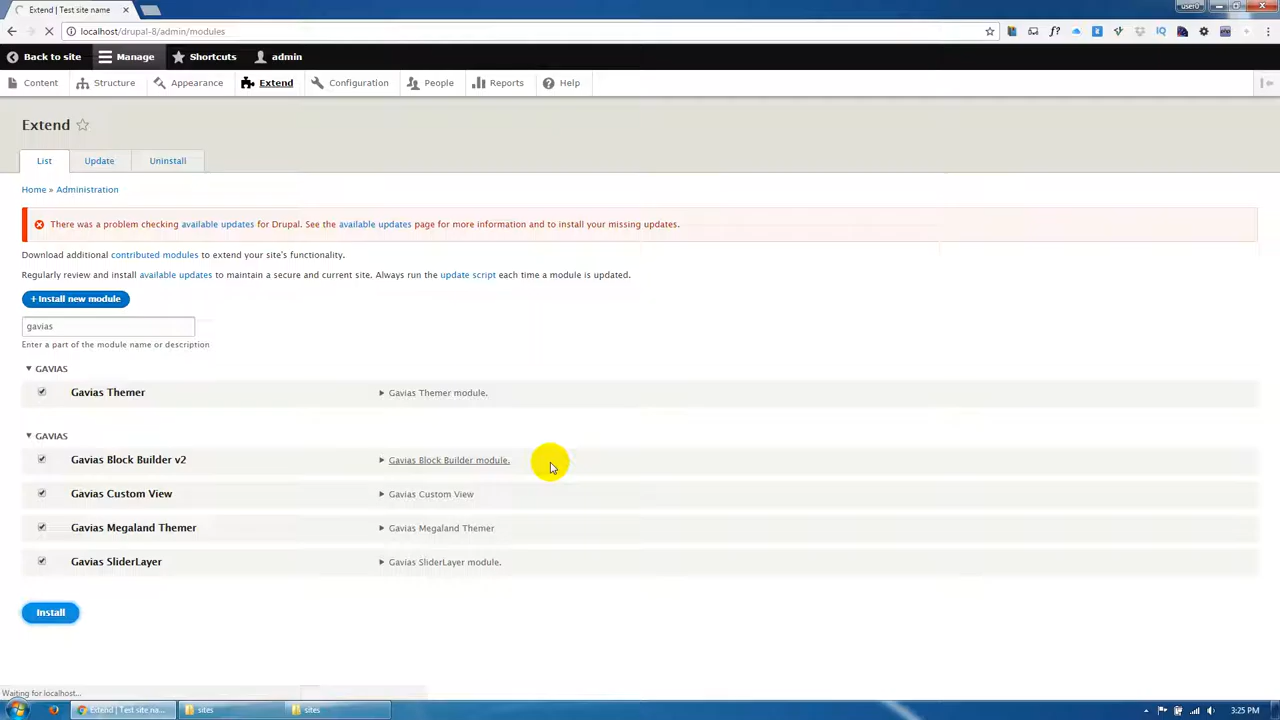 Extend | Test site name
user0
localhost/drupal-8/admin/modules
Back to site Manage Shortcuts admin
Content Structure Appearance Extend Configuration People Reports Help
Extend
List Update Uninstall
Home » Administration
There was a problem checking available updates for Drupal. See the available updates page for more information and to install your missing updates.
Download additional contributed modules to extend your site's functionality.
Regularly review and install available updates to maintain a secure and current site. Always run the update script each time a module is updated.
+Install new module
gavias
Enter a part of the module name or description
GAVIAS
Gavias Themer Gavias Themer module.
GAVIAS
Gavias Block Builder v2 Gavias Block Builder module.
Gavias Custom View Gavias Custom View
Gavias Megaland Themer Gavias Megaland Themer
Gavias SliderLayer Gavias SliderLayer module.
Install
Waiting for localhost...
Extend | Test site na... sites sites 3:25 PM